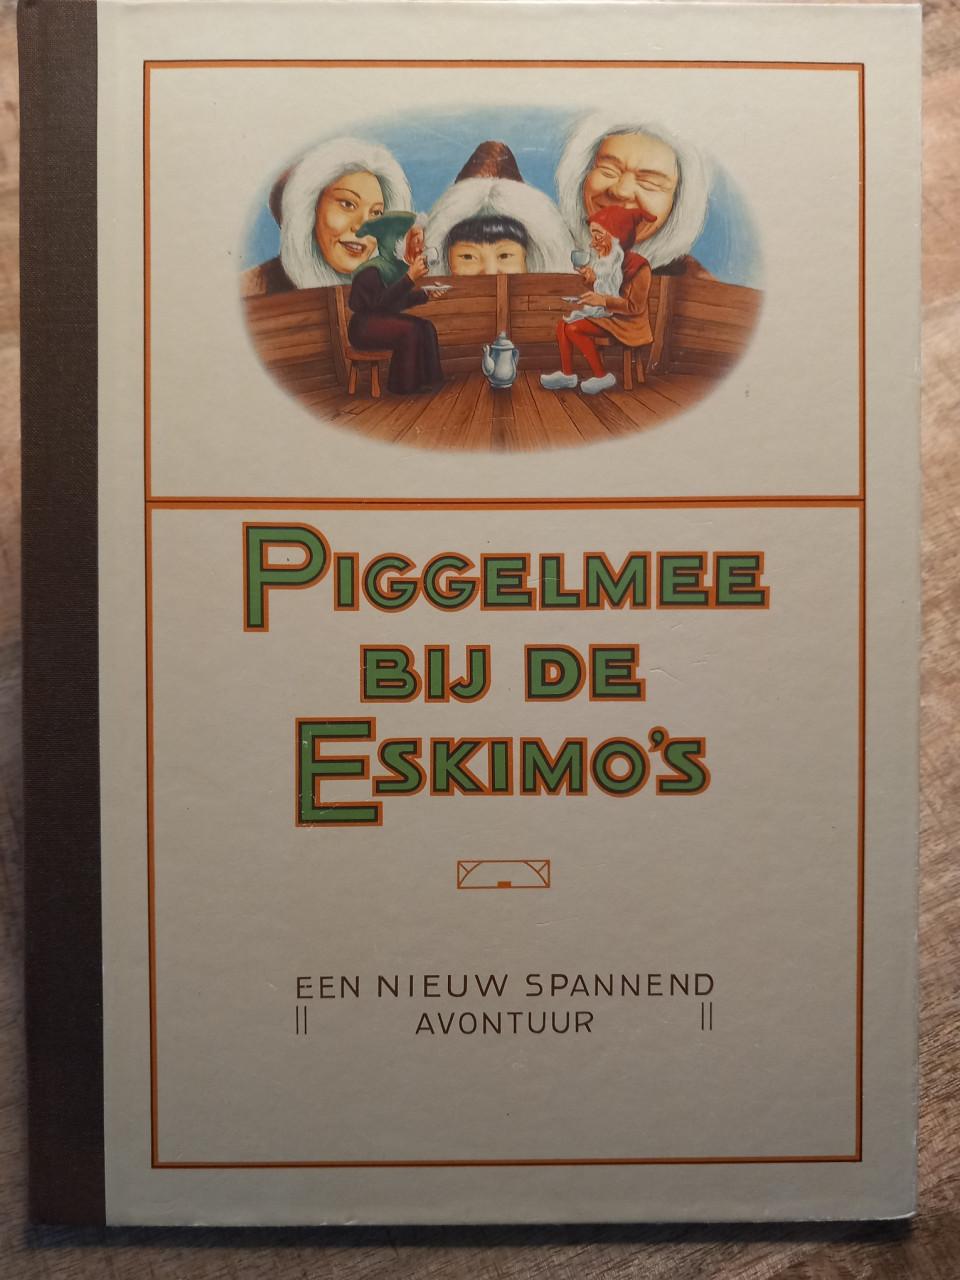 PIGGELMEE
BIJ DE
ESKIMO'S
EEN NIEUW SPANNEND
AVONTUUR